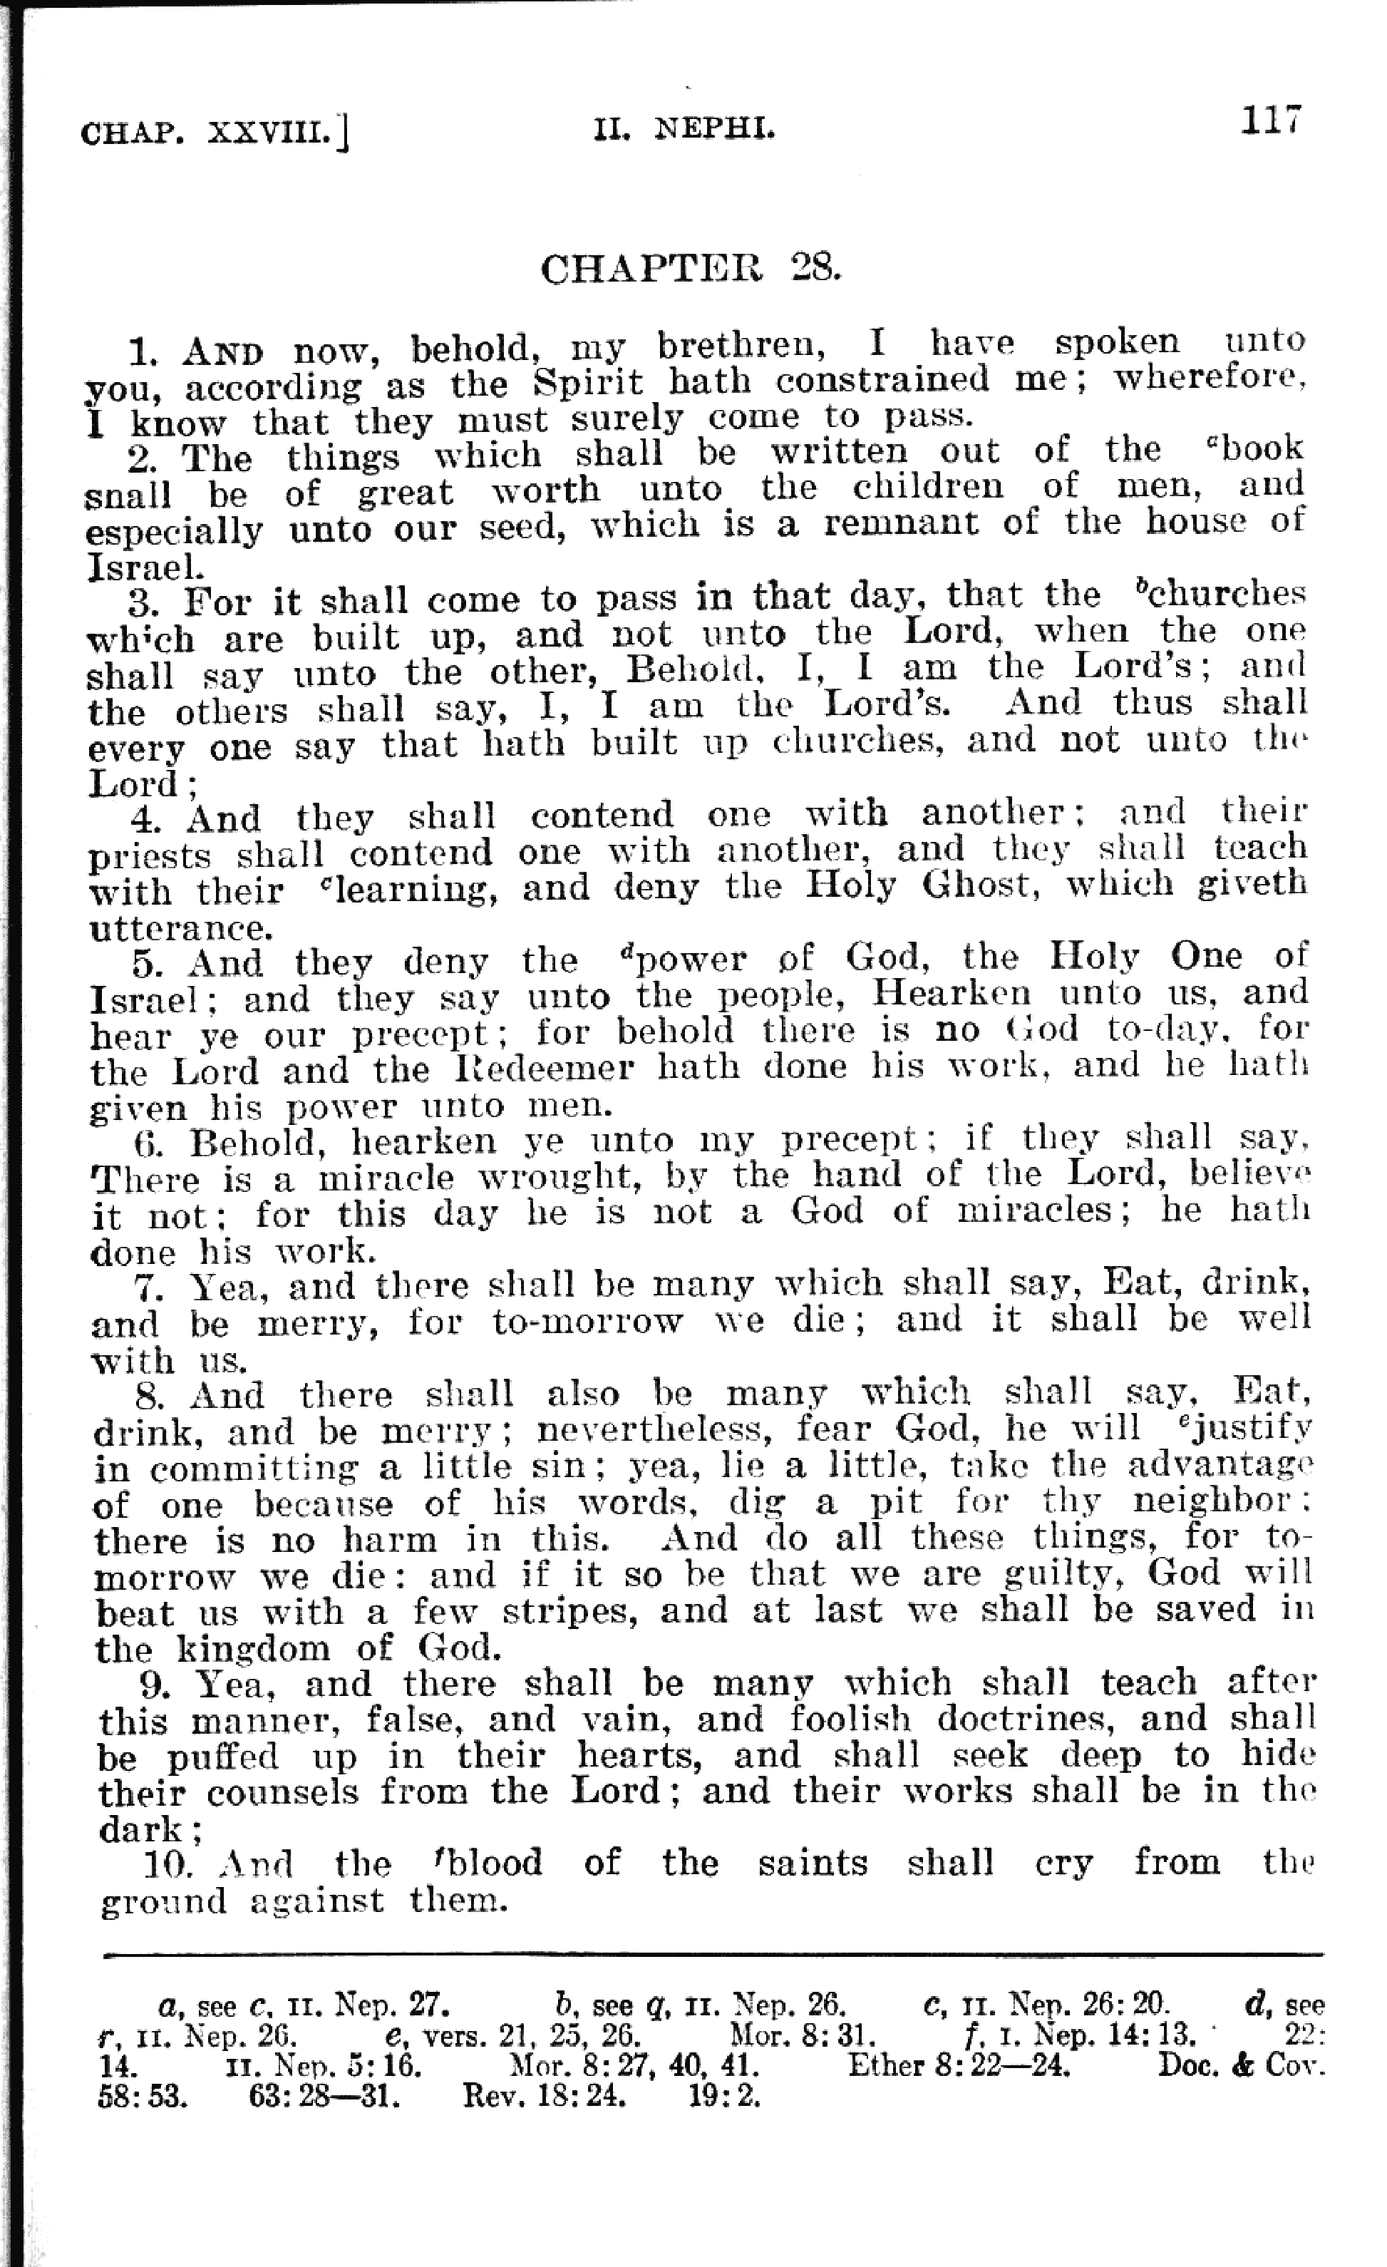 CHAP. XXVIII.] II. NEPHI. 117
CHAPTER 28.
1. AND now, behold, my brethren, I have spoken unto
you, according as the Spirit hath constrained me; wherefore,
I know that they must surely come to pass.
2. The things which shall be written out of the ᵃbook
snall be of great worth unto the children of men, and
especially unto our seed, which is a remnant of the house of
Israel.
3. For it shall come to pass in that day, that the ᵇchurches
which are built up, and not unto the Lord, when the one
shall say unto the other, Behold, I, I am the Lord's; and
the others shall say, I, I am the Lord's. And thus shall
every one say that hath built up churches, and not unto the
Lord;
4. And they shall contend one with another; and their
priests shall contend one with another, and they shall teach
with their ᶜlearning, and deny the Holy Ghost, which giveth
utterance.
5. And they deny the ᵈpower of God, the Holy One of
Israel; and they say unto the people, Hearken unto us, and
hear ye our precept; for behold there is no God to-day, for
the Lord and the Redeemer hath done his work, and he hath
given his power unto men.
6. Behold, hearken ye unto my precept; if they shall say,
There is a miracle wrought, by the hand of the Lord, believe
it not; for this day he is not a God of miracles; he hath
done his work.
7. Yea, and there shall be many which shall say, Eat, drink,
and be merry, for to-morrow we die; and it shall be well
with us.
8. And there shall also be many which shall say, Eat,
drink, and be merry; nevertheless, fear God, he will ᵉjustify
in committing a little sin; yea, lie a little, take the advantage
of one because of his words, dig a pit for thy neighbor:
there is no harm in this. And do all these things, for to-
morrow we die: and if it so be that we are guilty, God will
beat us with a few stripes, and at last we shall be saved in
the kingdom of God.
9. Yea, and there shall be many which shall teach after
this manner, false, and vain, and foolish doctrines, and shall
be puffed up in their hearts, and shall seek deep to hide
their counsels from the Lord; and their works shall be in the
dark;
10. And the ᶠblood of the saints shall cry from the
ground against them.
a, see c, II. Nep. 27. b, see q, II. Nep. 26. c, II. Nep. 26:20. d, see
r, II. Nep. 26. e, vers. 21, 25, 26. Mor. 8:31. f, I. Nep. 14:13. 22:
14. II. Nep. 5:16. Mor. 8:27, 40, 41. Ether 8:22—24. Doc. & Cov.
58:53. 63:28—31. Rev. 18:24. 19:2.